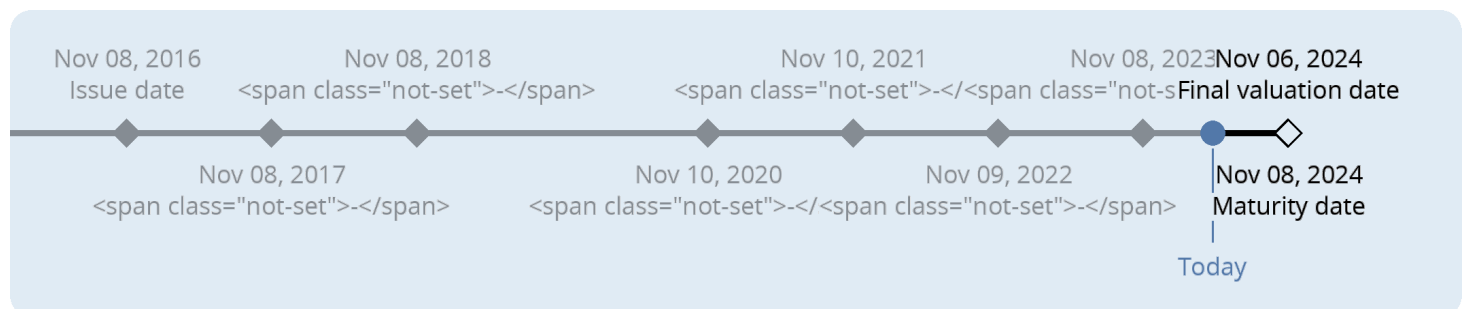 Nov 08, 2016
Issue date
Nov 08, 2018
<span class="not-set">-</span>
Nov 10, 2021
<span class="not-set">-</
Nov 08, 2023
<span class="not-s
Nov 06, 2024
Final valuation date
Nov 08, 2017
<span class="not-set">-</span>
Nov 10, 2020
<span class="not-set">-</
Nov 09, 2022
<span class="not-set">-</span>
Nov 08, 2024
Maturity date
Today